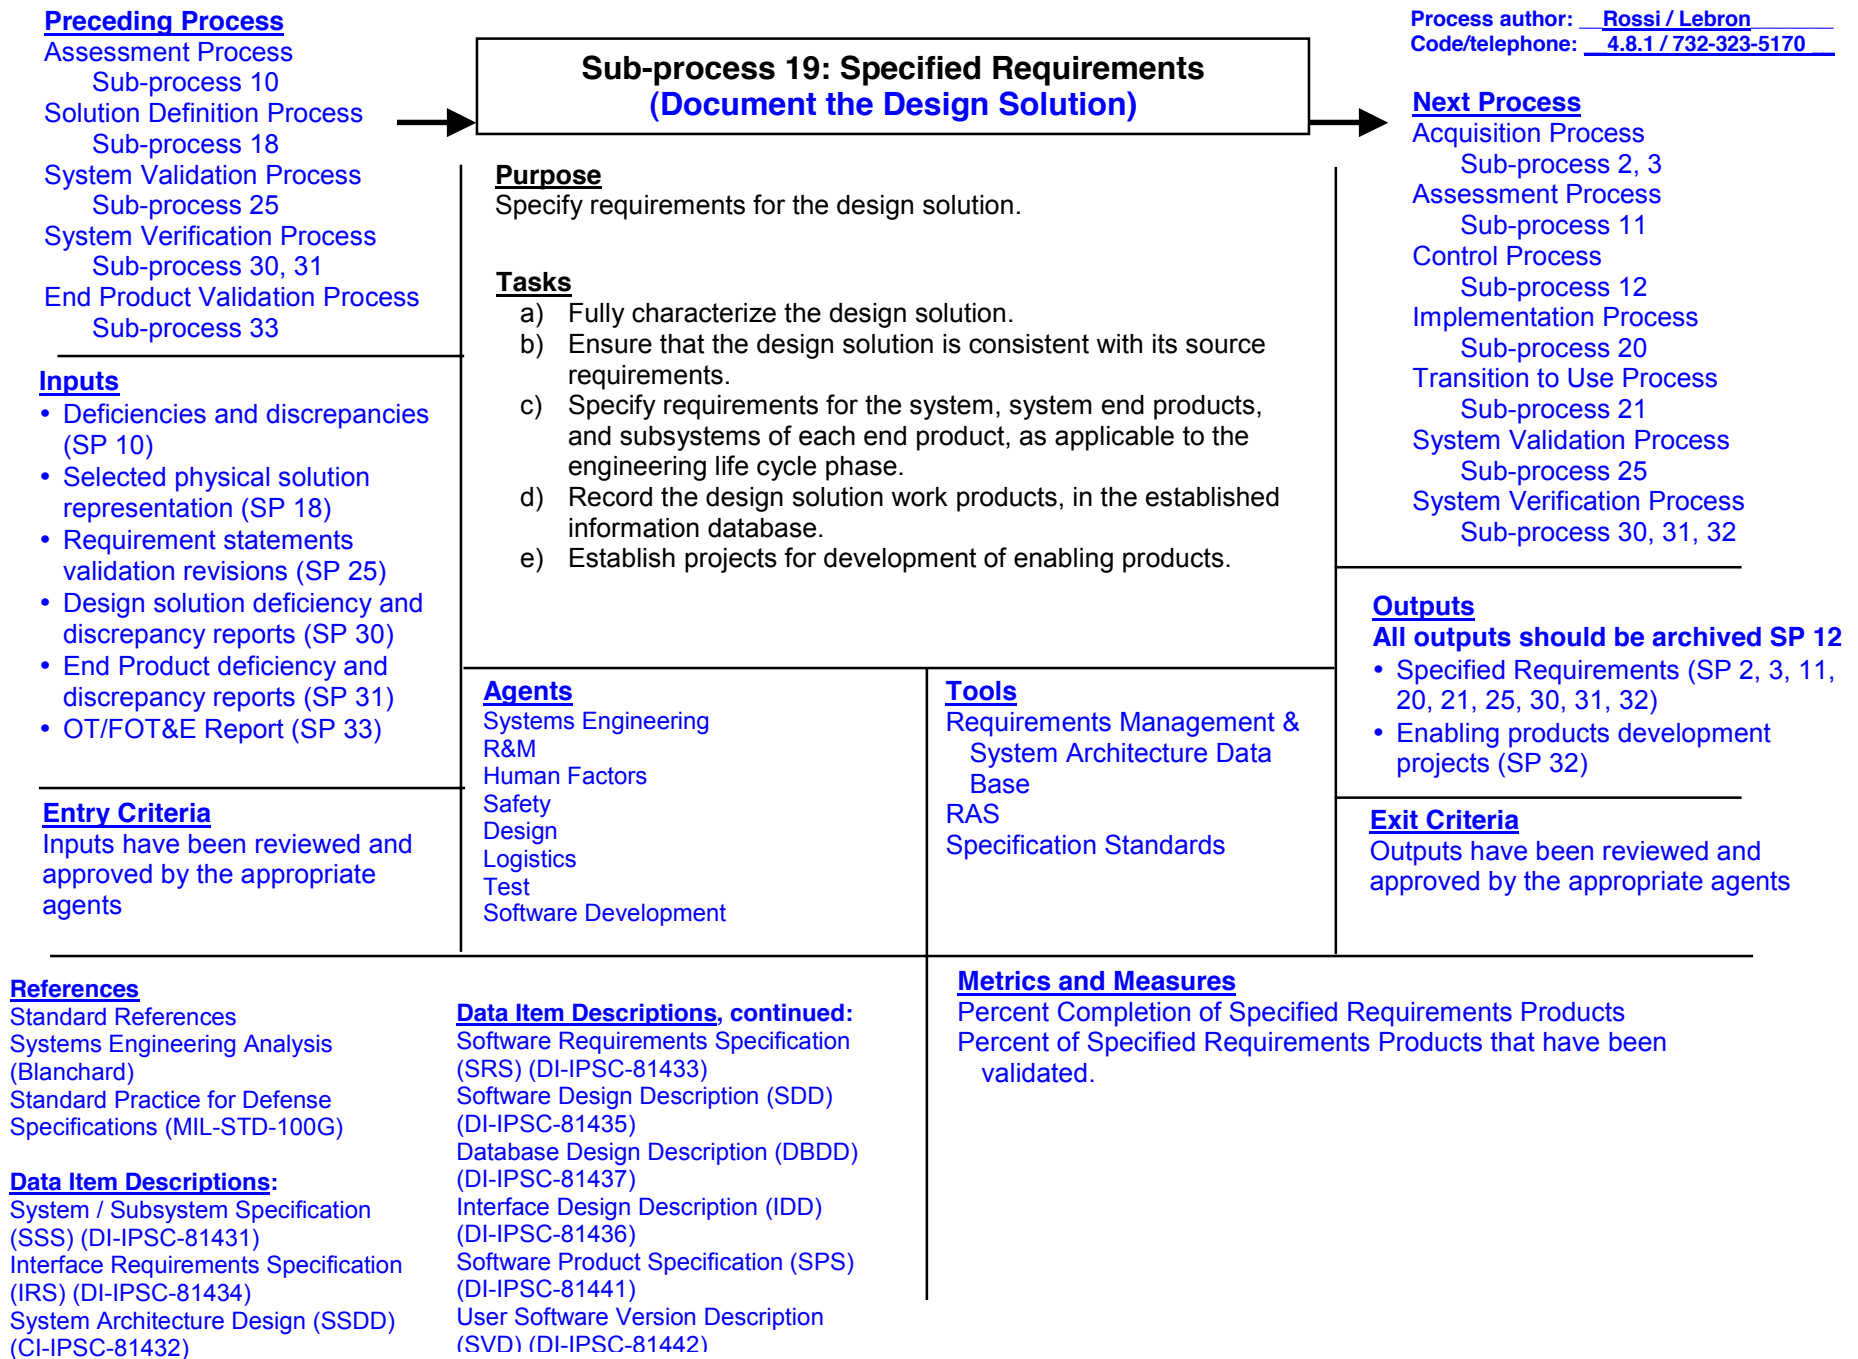 Preceding Process
Assessment Process
Sub-process 10
Solution Definition Process
Sub-process 18
System Validation Process
Sub-process 25
System Verification Process
Sub-process 30, 31
End Product Validation Process
Sub-process 33
Inputs
• Deficiencies and discrepancies
(SP 10)
• Selected physical solution
representation (SP 18)
• Requirement statements
validation revisions (SP 25)
• Design solution deficiency and
discrepancy reports (SP 30)
• End Product deficiency and
discrepancy reports (SP 31)
• OT/FOT&E Report (SP 33)
Entry Criteria
Inputs have been reviewed and
approved by the appropriate
agents
Sub-process 19: Specified Requirements
(Document the Design Solution)
Purpose
Specify requirements for the design solution.
Tasks
a) Fully characterize the design solution.
b) Ensure that the design solution is consistent with its source
requirements.
c) Specify requirements for the system, system end products,
and subsystems of each end product, as applicable to the
engineering life cycle phase.
d) Record the design solution work products, in the established
information database.
e) Establish projects for development of enabling products.
Agents
Systems Engineering
R&M
Human Factors
Safety
Design
Logistics
Test
Software Development
Tools
Requirements Management &
System Architecture Data
Base
RAS
Specification Standards
Process author: __Rossi / Lebron______
Code/telephone: __4.8.1 / 732-323-5170 __
Next Process
Acquisition Process
Sub-process 2, 3
Assessment Process
Sub-process 11
Control Process
Sub-process 12
Implementation Process
Sub-process 20
Transition to Use Process
Sub-process 21
System Validation Process
Sub-process 25
System Verification Process
Sub-process 30, 31, 32
Outputs
All outputs should be archived SP 12
• Specified Requirements (SP 2, 3, 11,
20, 21, 25, 30, 31, 32)
• Enabling products development
projects (SP 32)
Exit Criteria
Outputs have been reviewed and
approved by the appropriate agents
References
Standard References
Systems Engineering Analysis
(Blanchard)
Standard Practice for Defense
Specifications (MIL-STD-100G)
Data Item Descriptions:
System / Subsystem Specification
(SSS) (DI-IPSC-81431)
Interface Requirements Specification
(IRS) (DI-IPSC-81434)
System Architecture Design (SSDD)
(CI-IPSC-81432)
Data Item Descriptions, continued:
Software Requirements Specification
(SRS) (DI-IPSC-81433)
Software Design Description (SDD)
(DI-IPSC-81435)
Database Design Description (DBDD)
(DI-IPSC-81437)
Interface Design Description (IDD)
(DI-IPSC-81436)
Software Product Specification (SPS)
(DI-IPSC-81441)
User Software Version Description
(SVD) (DI-IPSC-81442)
Metrics and Measures
Percent Completion of Specified Requirements Products
Percent of Specified Requirements Products that have been
validated.